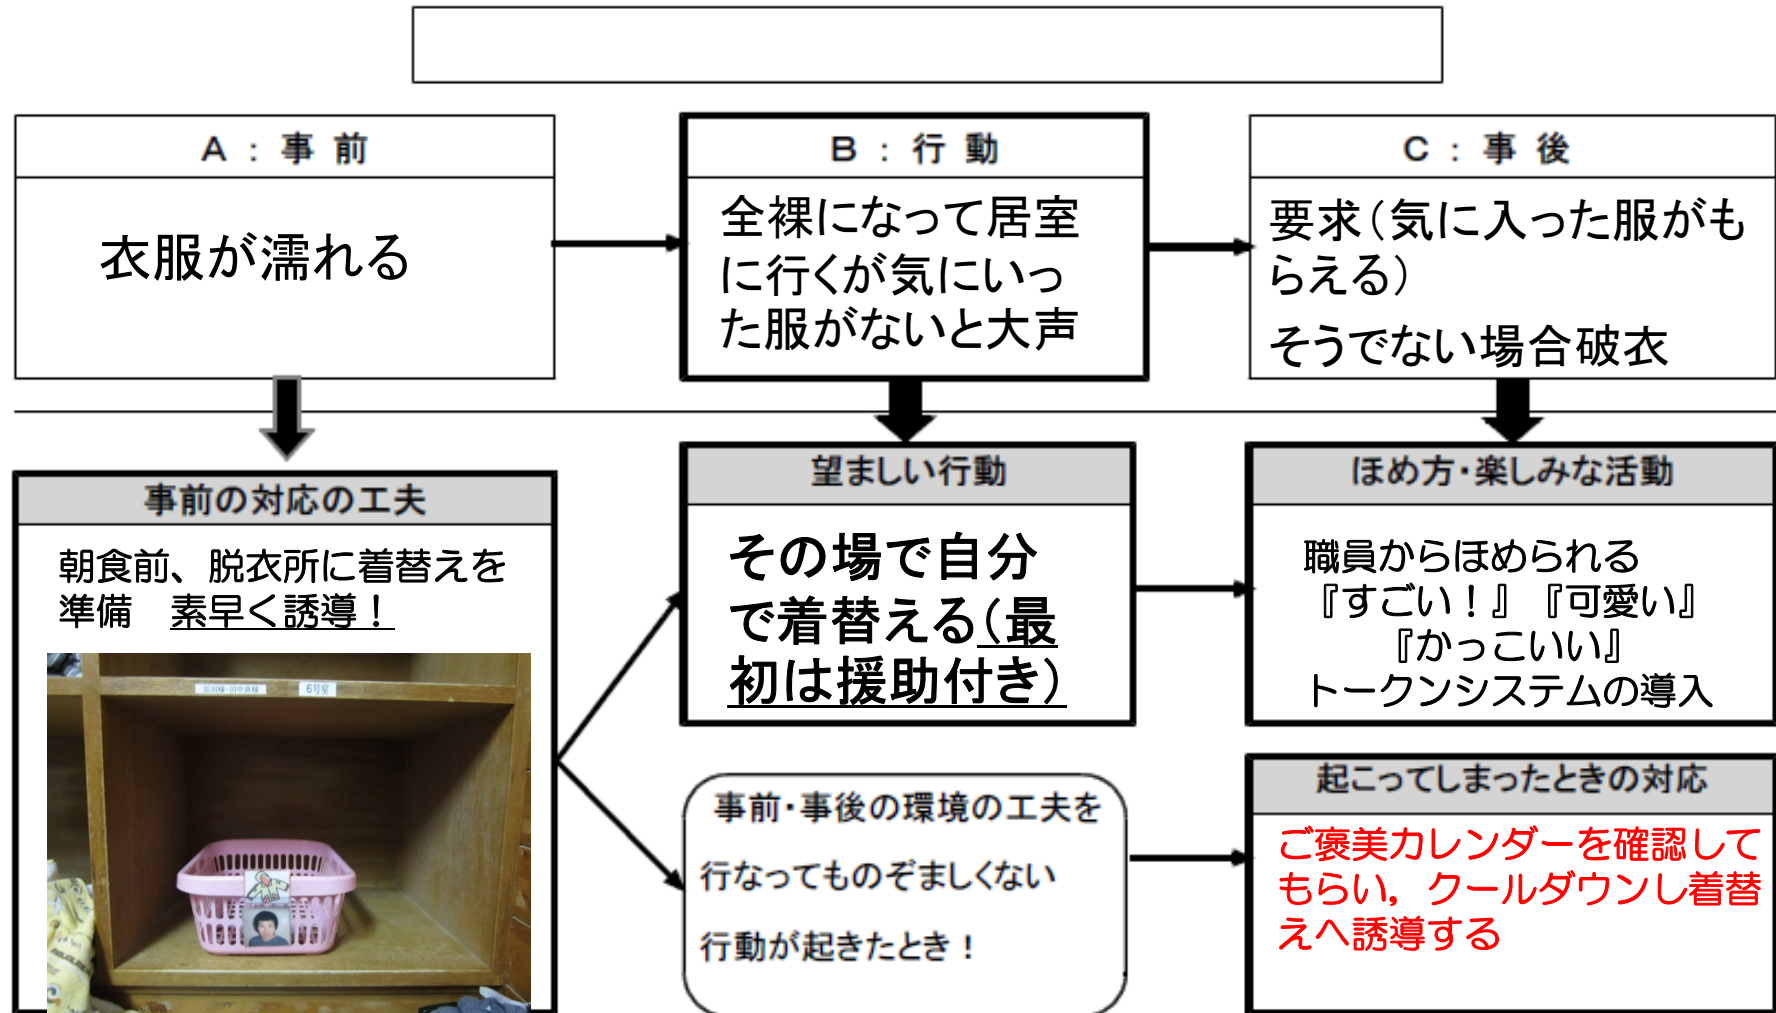 A：事 前
衣服が濡れる
B：行 動
全裸になって居室
に行くが気にいっ
た服がないと大声
C：事 後
要求（気に入った服がも
らえる）
そうでない場合破衣
事前の対応の工夫
朝食前、脱衣所に着替えを
準備　素早く誘導！
6号室
望ましい行動
その場で自分
で着替える（最
初は援助付き）
ほめ方・楽しみな活動
職員からほめられる
『すごい！』『可愛い』
『かっこいい』
トークンシステムの導入
事前・事後の環境の工夫を
行なってものぞましくない
行動が起きたとき！
起こってしまったときの対応
ご褒美カレンダーを確認して
もらい，クールダウンし着替
えへ誘導する